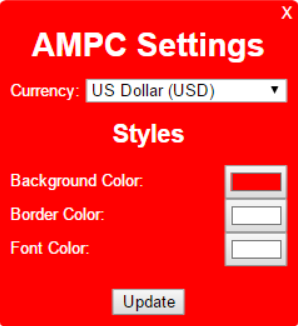 X
AMPC Settings
Currency: US Dollar (USD)
Styles
Background Color:
Border Color:
Font Color:
Update